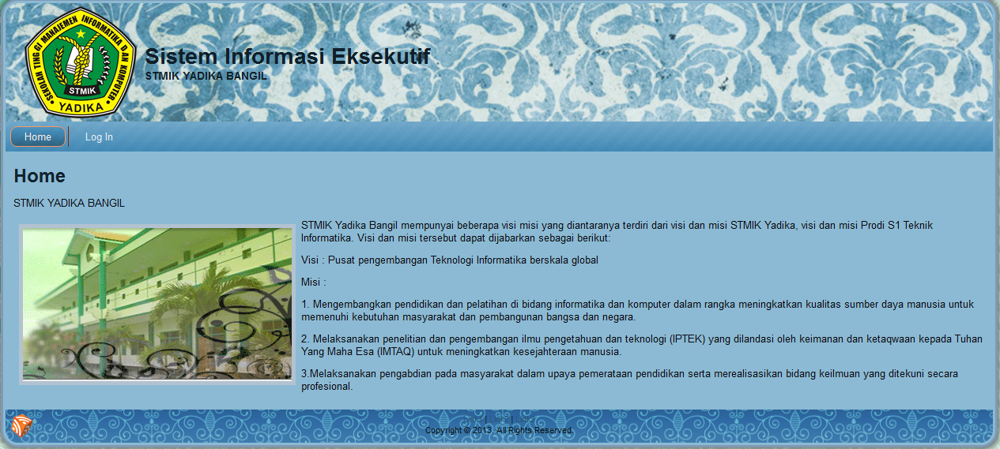 SEKOLAH TINGGI MANAJEMEN INFORMATIKA DAN KOMPUTER
STMIK
YADIKA
Sistem Informasi Eksekutif
STMIK YADIKA BANGIL
Home
Log In
Home
STMIK YADIKA BANGIL
STMIK Yadika Bangil mempunyai beberapa visi misi yang diantaranya terdiri dari visi dan misi STMIK Yadika, visi dan misi Prodi S1 Teknik
Informatika. Visi dan misi tersebut dapat dijabarkan sebagai berikut:
Visi : Pusat pengembangan Teknologi Informatika berskala global
Misi :
1. Mengembangkan pendidikan dan pelatihan di bidang informatika dan komputer dalam rangka meningkatkan kualitas sumber daya manusia untuk
memenuhi kebutuhan masyarakat dan pembangunan bangsa dan negara.
2. Melaksanakan penelitian dan pengembangan ilmu pengetahuan dan teknologi (IPTEK) yang dilandasi oleh keimanan dan ketaqwaan kepada Tuhan
Yang Maha Esa (IMTAQ) untuk meningkatkan kesejahteraan manusia.
3.Melaksanakan pengabdian pada masyarakat dalam upaya pemerataan pendidikan serta merealisasikan bidang keilmuan yang ditekuni secara
profesional.
Copyright © 2013. All Rights Reserved.